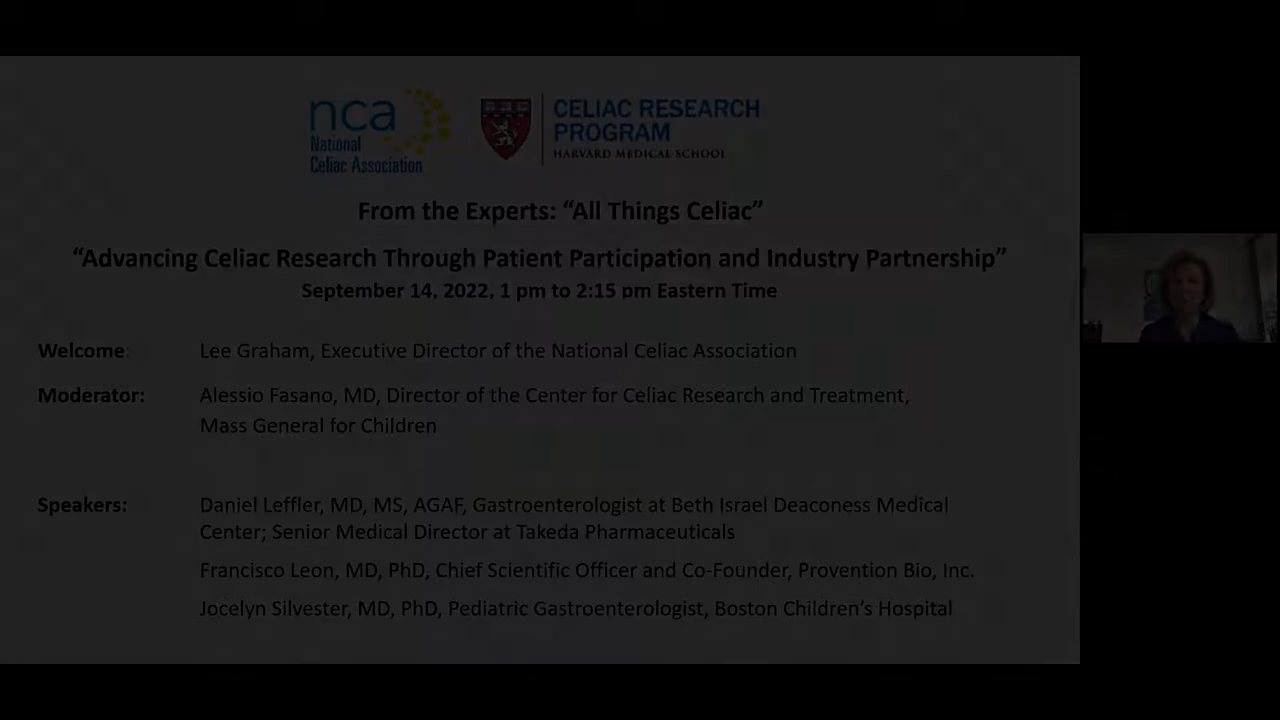 nca
National
Celiac Association
CELIAC RESEARCH
PROGRAM
HARVARD MEDICAL SCHOOL
From the Experts: “All Things Celiac”
“Advancing Celiac Research Through Patient Participation and Industry Partnership”
September 14, 2022, 1 pm to 2:15 pm Eastern Time
Welcome: Lee Graham, Executive Director of the National Celiac Association
Moderator: Alessio Fasano, MD, Director of the Center for Celiac Research and Treatment,
Mass General for Children
Speakers: Daniel Leffler, MD, MS, AGAF, Gastroenterologist at Beth Israel Deaconess Medical
Center; Senior Medical Director at Takeda Pharmaceuticals
Francisco Leon, MD, PhD, Chief Scientific Officer and Co-Founder, Provention Bio, Inc.
Jocelyn Silvester, MD, PhD, Pediatric Gastroenterologist, Boston Children’s Hospital